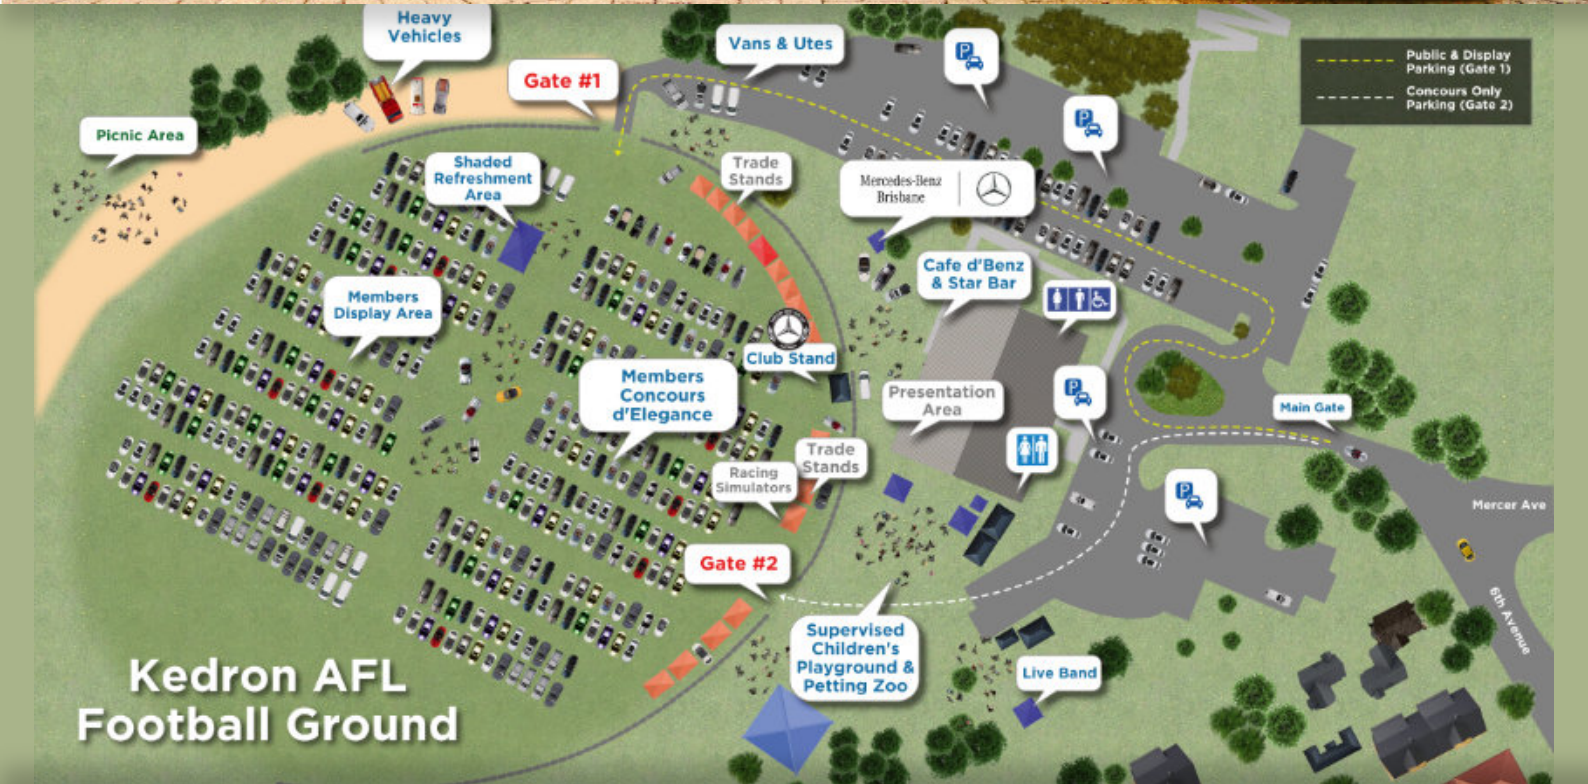 Heavy
Vehicles
Vans & Utes
P
Public & Display
Parking (Gate 1)
Concours Only
Parking (Gate 2)
Gate #1
P
Picnic Area
Shaded
Refreshment
Area
Trade
Stands
Mercedes-Benz
Brisbane
Cafe d'Benz
& Star Bar
Members
Display Area
Club Stand
Members
Concours
d'Elegance
Presentation
Area
P
Main Gate
Trade
Stands
Racing
Simulators
P
Mercer Ave
Gate #2
6th Avenue
Supervised
Children's
Playground &
Petting Zoo
Live Band
Kedron AFL
Football Ground